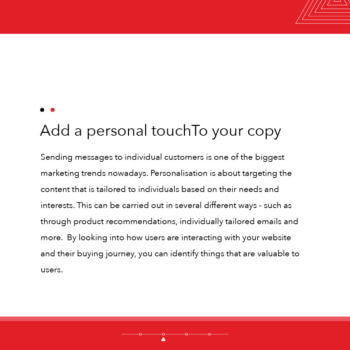 Add a personal touchTo your copy
Sending messages to individual customers is one of the biggest
marketing trends nowadays. Personalisation is about targeting the
content that is tailored to individuals based on their needs and
interests. This can be carried out in several different ways - such as
through product recommendations, individually tailored emails and
more.  By looking into how users are interacting with your website
and their buying journey, you can identify things that are valuable to
users.